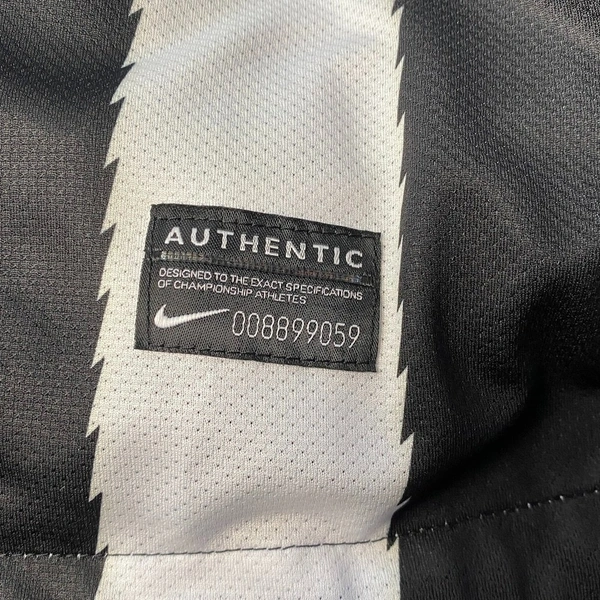 AUTHENTIC
DESIGNED TO THE EXACT SPECIFICATIONS
OF CHAMPIONSHIP ATHLETES
008899059